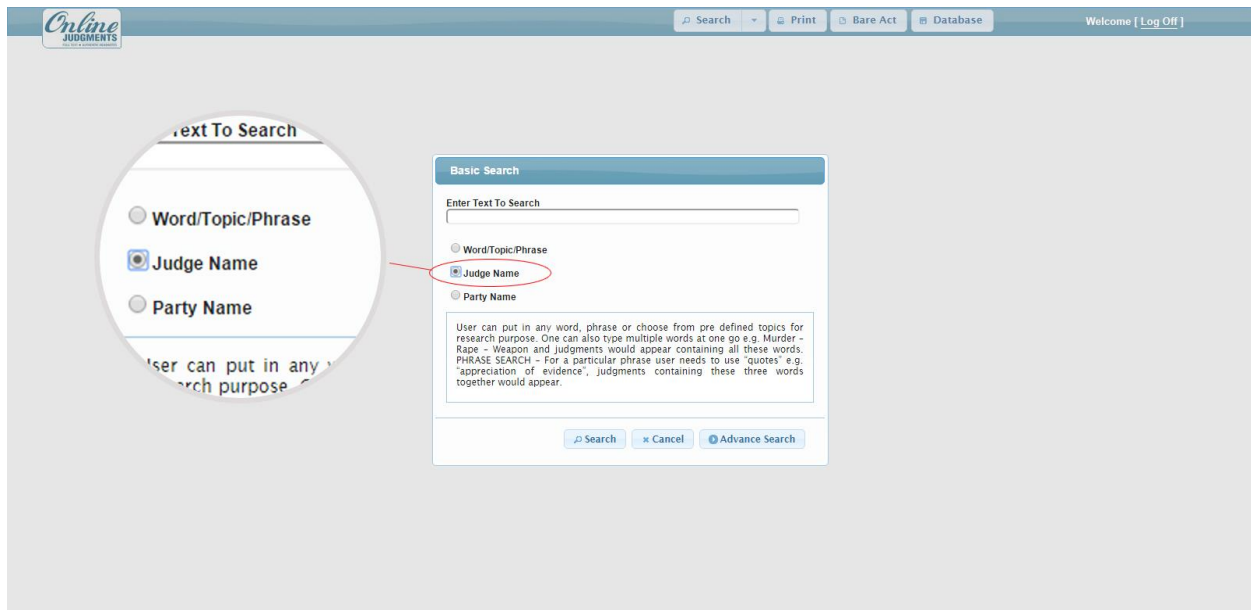 Online
JUDGMENTS
Search
Print
Bare Act
Database
Welcome [ Log Off ]
Text To Search
Word/Topic/Phrase
Judge Name
Party Name
ser can put in any
rch purpose.
Basic Search
Enter Text To Search
Word/Topic/Phrase
Judge Name
Party Name
User can put in any word, phrase or choose from pre defined topics for
research purpose. One can also type multiple words at one go e.g. Murder –
Rape – Weapon and judgments would appear containing all these words.
PHRASE SEARCH – For a particular phrase user needs to use "quotes" e.g.
"appreciation of evidence", judgments containing these three words
together would appear.
Search
Cancel
Advance Search